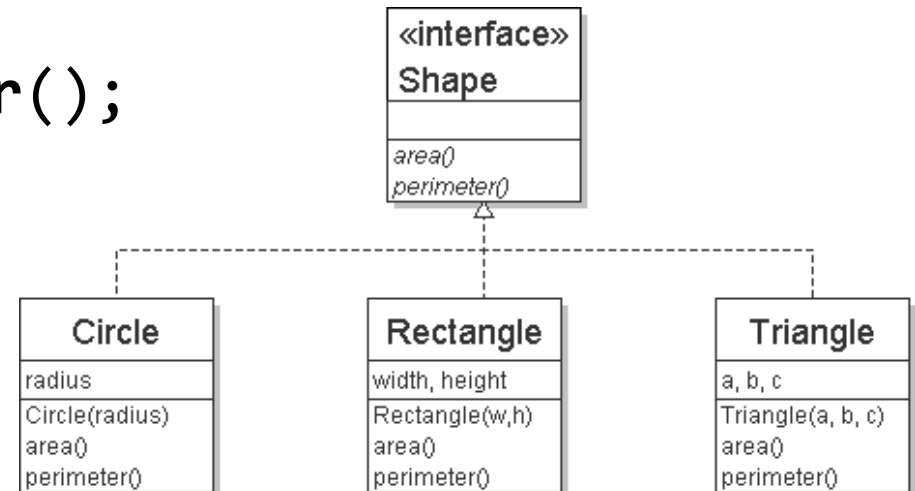 r();
«interface»
Shape
area()
perimeter()
Circle
radius
Circle(radius)
area()
perimeter()
Rectangle
width, height
Rectangle(w,h)
area()
perimeter()
Triangle
a, b, c
Triangle(a, b, c)
area()
perimeter()